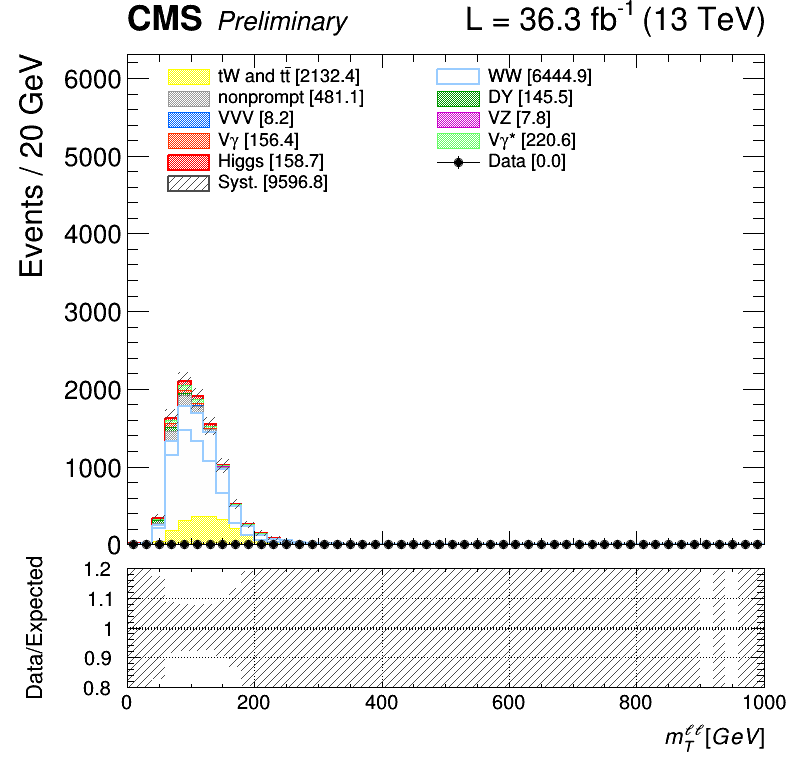 CMS Preliminary L = 36.3 fb⁻¹ (13 TeV)
Events / 20 GeV
6000
5000
4000
3000
2000
1000
0
tW and tt̄ [2132.4]
nonprompt [481.1]
VVV [8.2]
Vγ [156.4]
Higgs [158.7]
Syst. [9596.8]
WW [6444.9]
DY [145.5]
VZ [7.8]
Vγ* [220.6]
Data [0.0]
Data/Expected
1.2
1.1
1
0.9
0.8
0 200 400 600 800 1000
m_T^ℓℓ [GeV]